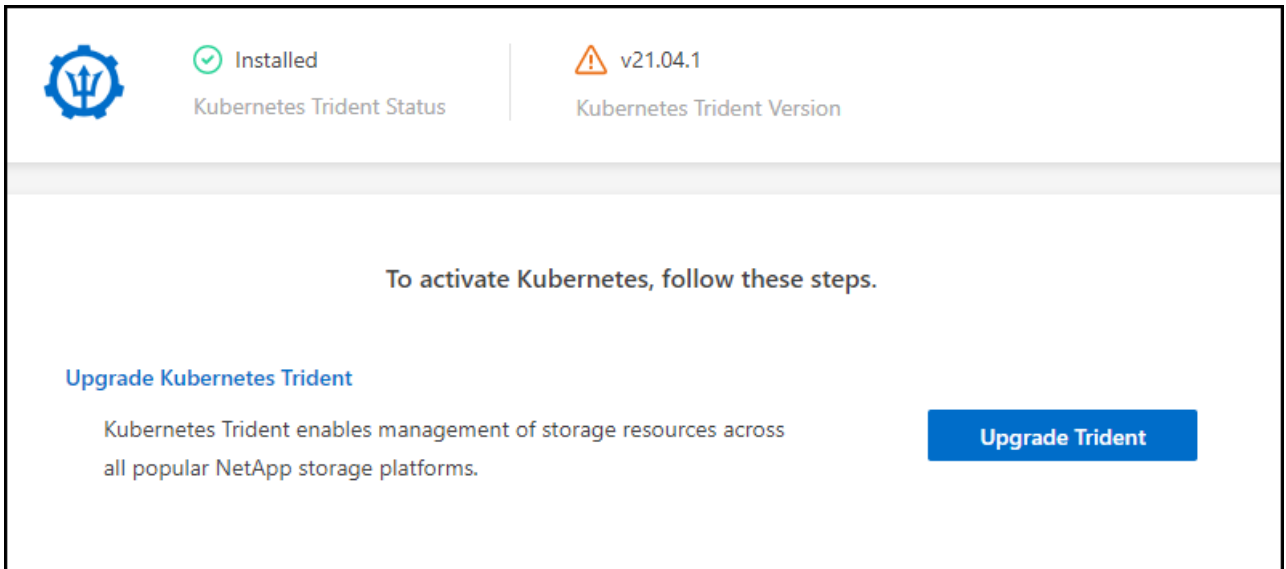 Installed
Kubernetes Trident Status
v21.04.1
Kubernetes Trident Version
To activate Kubernetes, follow these steps.
Upgrade Kubernetes Trident
Kubernetes Trident enables management of storage resources across
all popular NetApp storage platforms.
Upgrade Trident